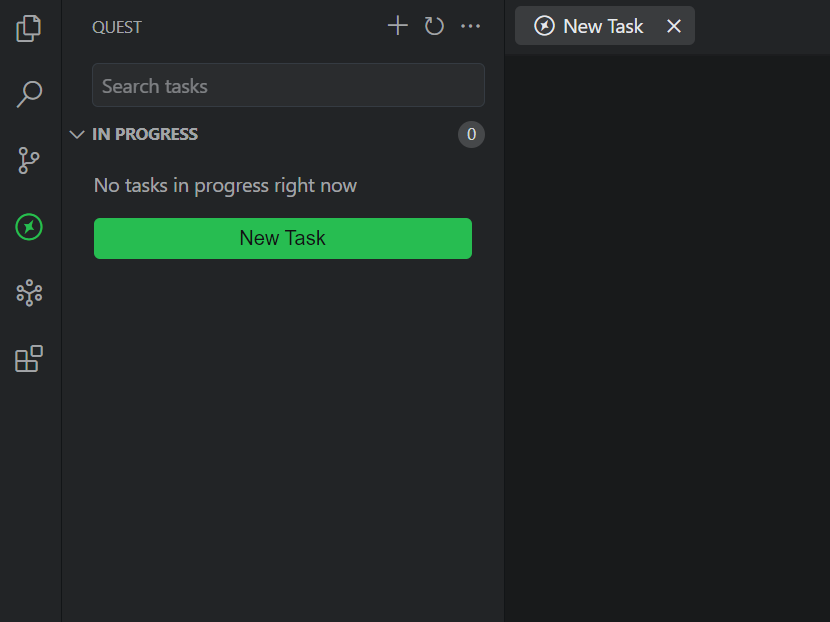 QUEST
New Task
Search tasks
IN PROGRESS
0
No tasks in progress right now
New Task